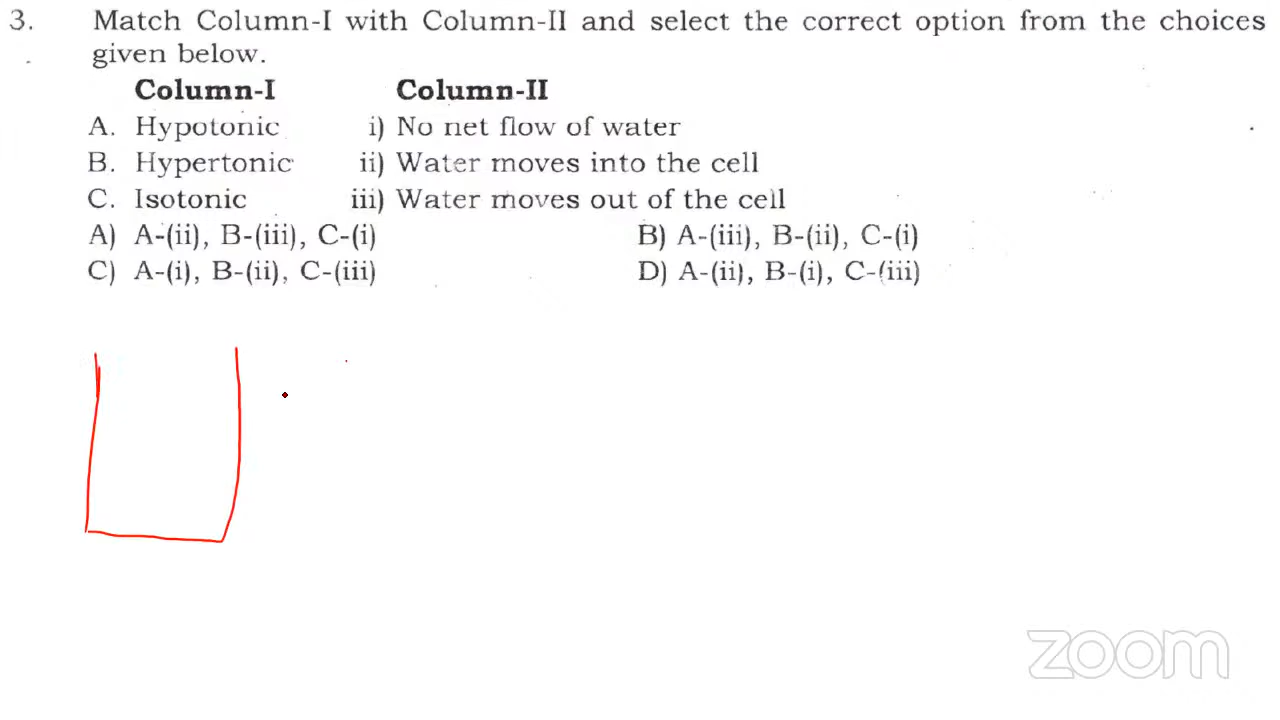 3. Match Column-I with Column-II and select the correct option from the choices
given below.
Column-I Column-II
A. Hypotonic i) No net flow of water
B. Hypertonic ii) Water moves into the cell
C. Isotonic iii) Water moves out of the cell
A) A-(ii), B-(iii), C-(i) B) A-(iii), B-(ii), C-(i)
C) A-(i), B-(ii), C-(iii) D) A-(ii), B-(i), C-(iii)
zoom